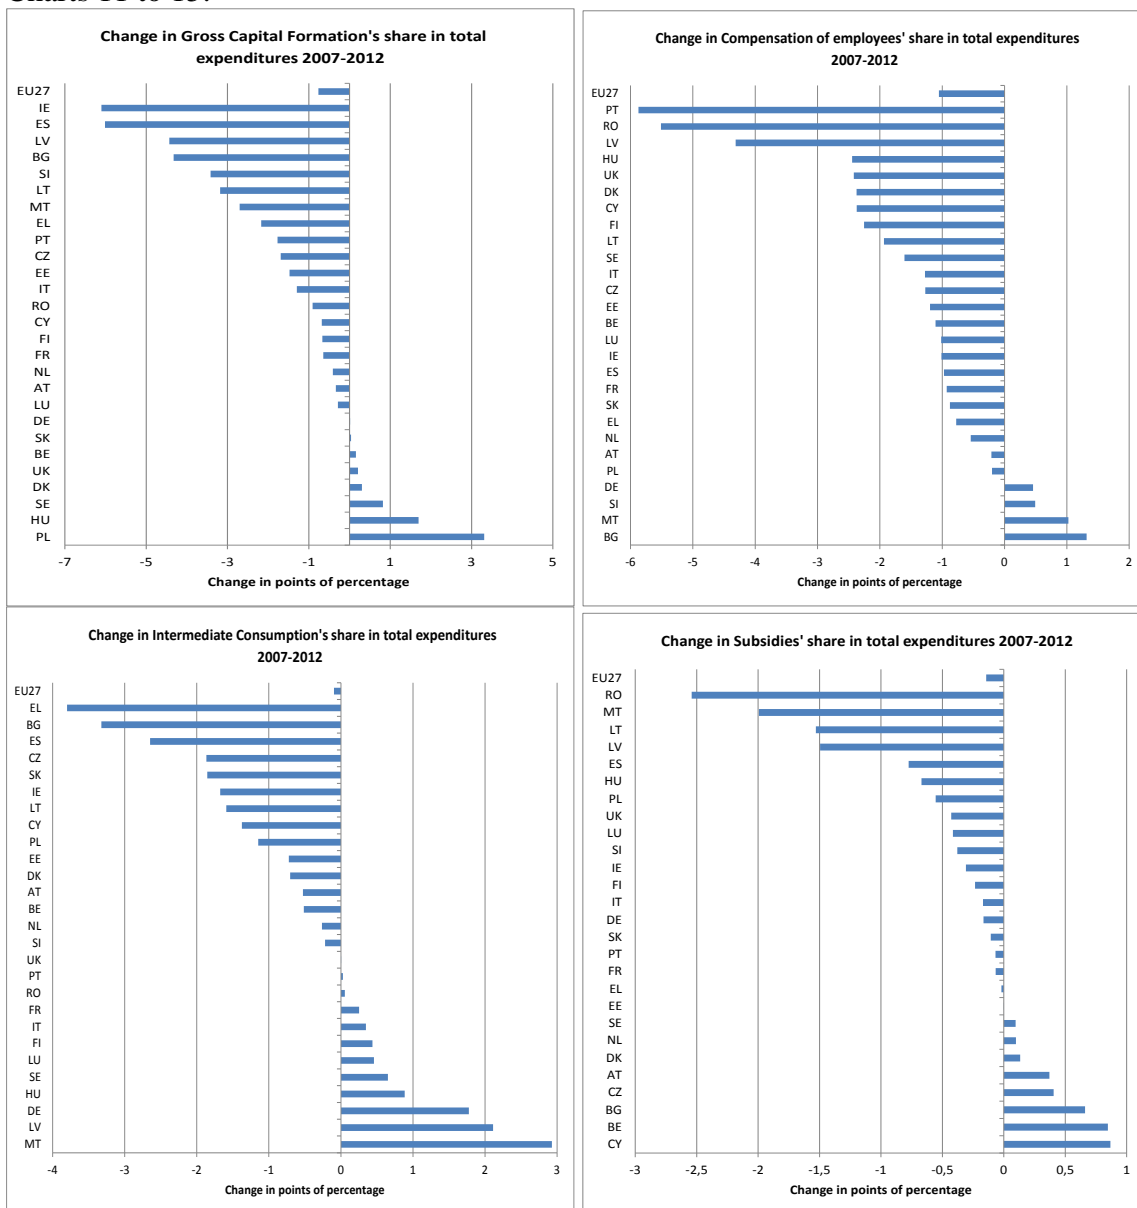 Charts 11 to 15:
Change in Gross Capital Formation's share in total
expenditures 2007-2012
EU27
IE
ES
LV
BG
SI
LT
MT
EL
PT
CZ
EE
IT
RO
CY
FI
FR
NL
AT
LU
DE
SK
BE
UK
DK
SE
HU
PL
-7 -5 -3 -1 1 3 5
Change in points of percentage
Change in Compensation of employees' share in total expenditures
2007-2012
EU27
PT
RO
LV
HU
UK
DK
CY
FI
LT
SE
IT
CZ
EE
BE
LU
IE
ES
FR
SK
EL
NL
AT
PL
DE
SI
MT
BG
-6 -5 -4 -3 -2 -1 0 1 2
Change in points of percentage
Change in Intermediate Consumption's share in total expenditures
2007-2012
EU27
EL
BG
ES
CZ
SK
IE
LT
CY
PL
EE
DK
AT
BE
NL
SI
UK
PT
RO
FR
IT
FI
LU
SE
HU
DE
LV
MT
-4 -3 -2 -1 0 1 2 3
Change in points of percentage
Change in Subsidies' share in total expenditures 2007-2012
EU27
RO
MT
LT
LV
ES
HU
PL
UK
LU
SI
IE
FI
IT
DE
SK
PT
FR
EL
EE
SE
NL
DK
AT
CZ
BG
BE
CY
-3 -2,5 -2 -1,5 -1 -0,5 0 0,5 1
Change in points of percentage